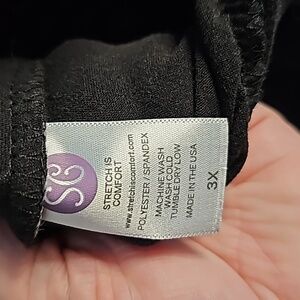 SC
STRETCH IS
COMFORT
www.stretchiscomfort.com
POLYESTER / SPANDEX
MACHINE WASH
WASH COLD
TUMBLE DRY LOW
MADE IN THE USA
3X